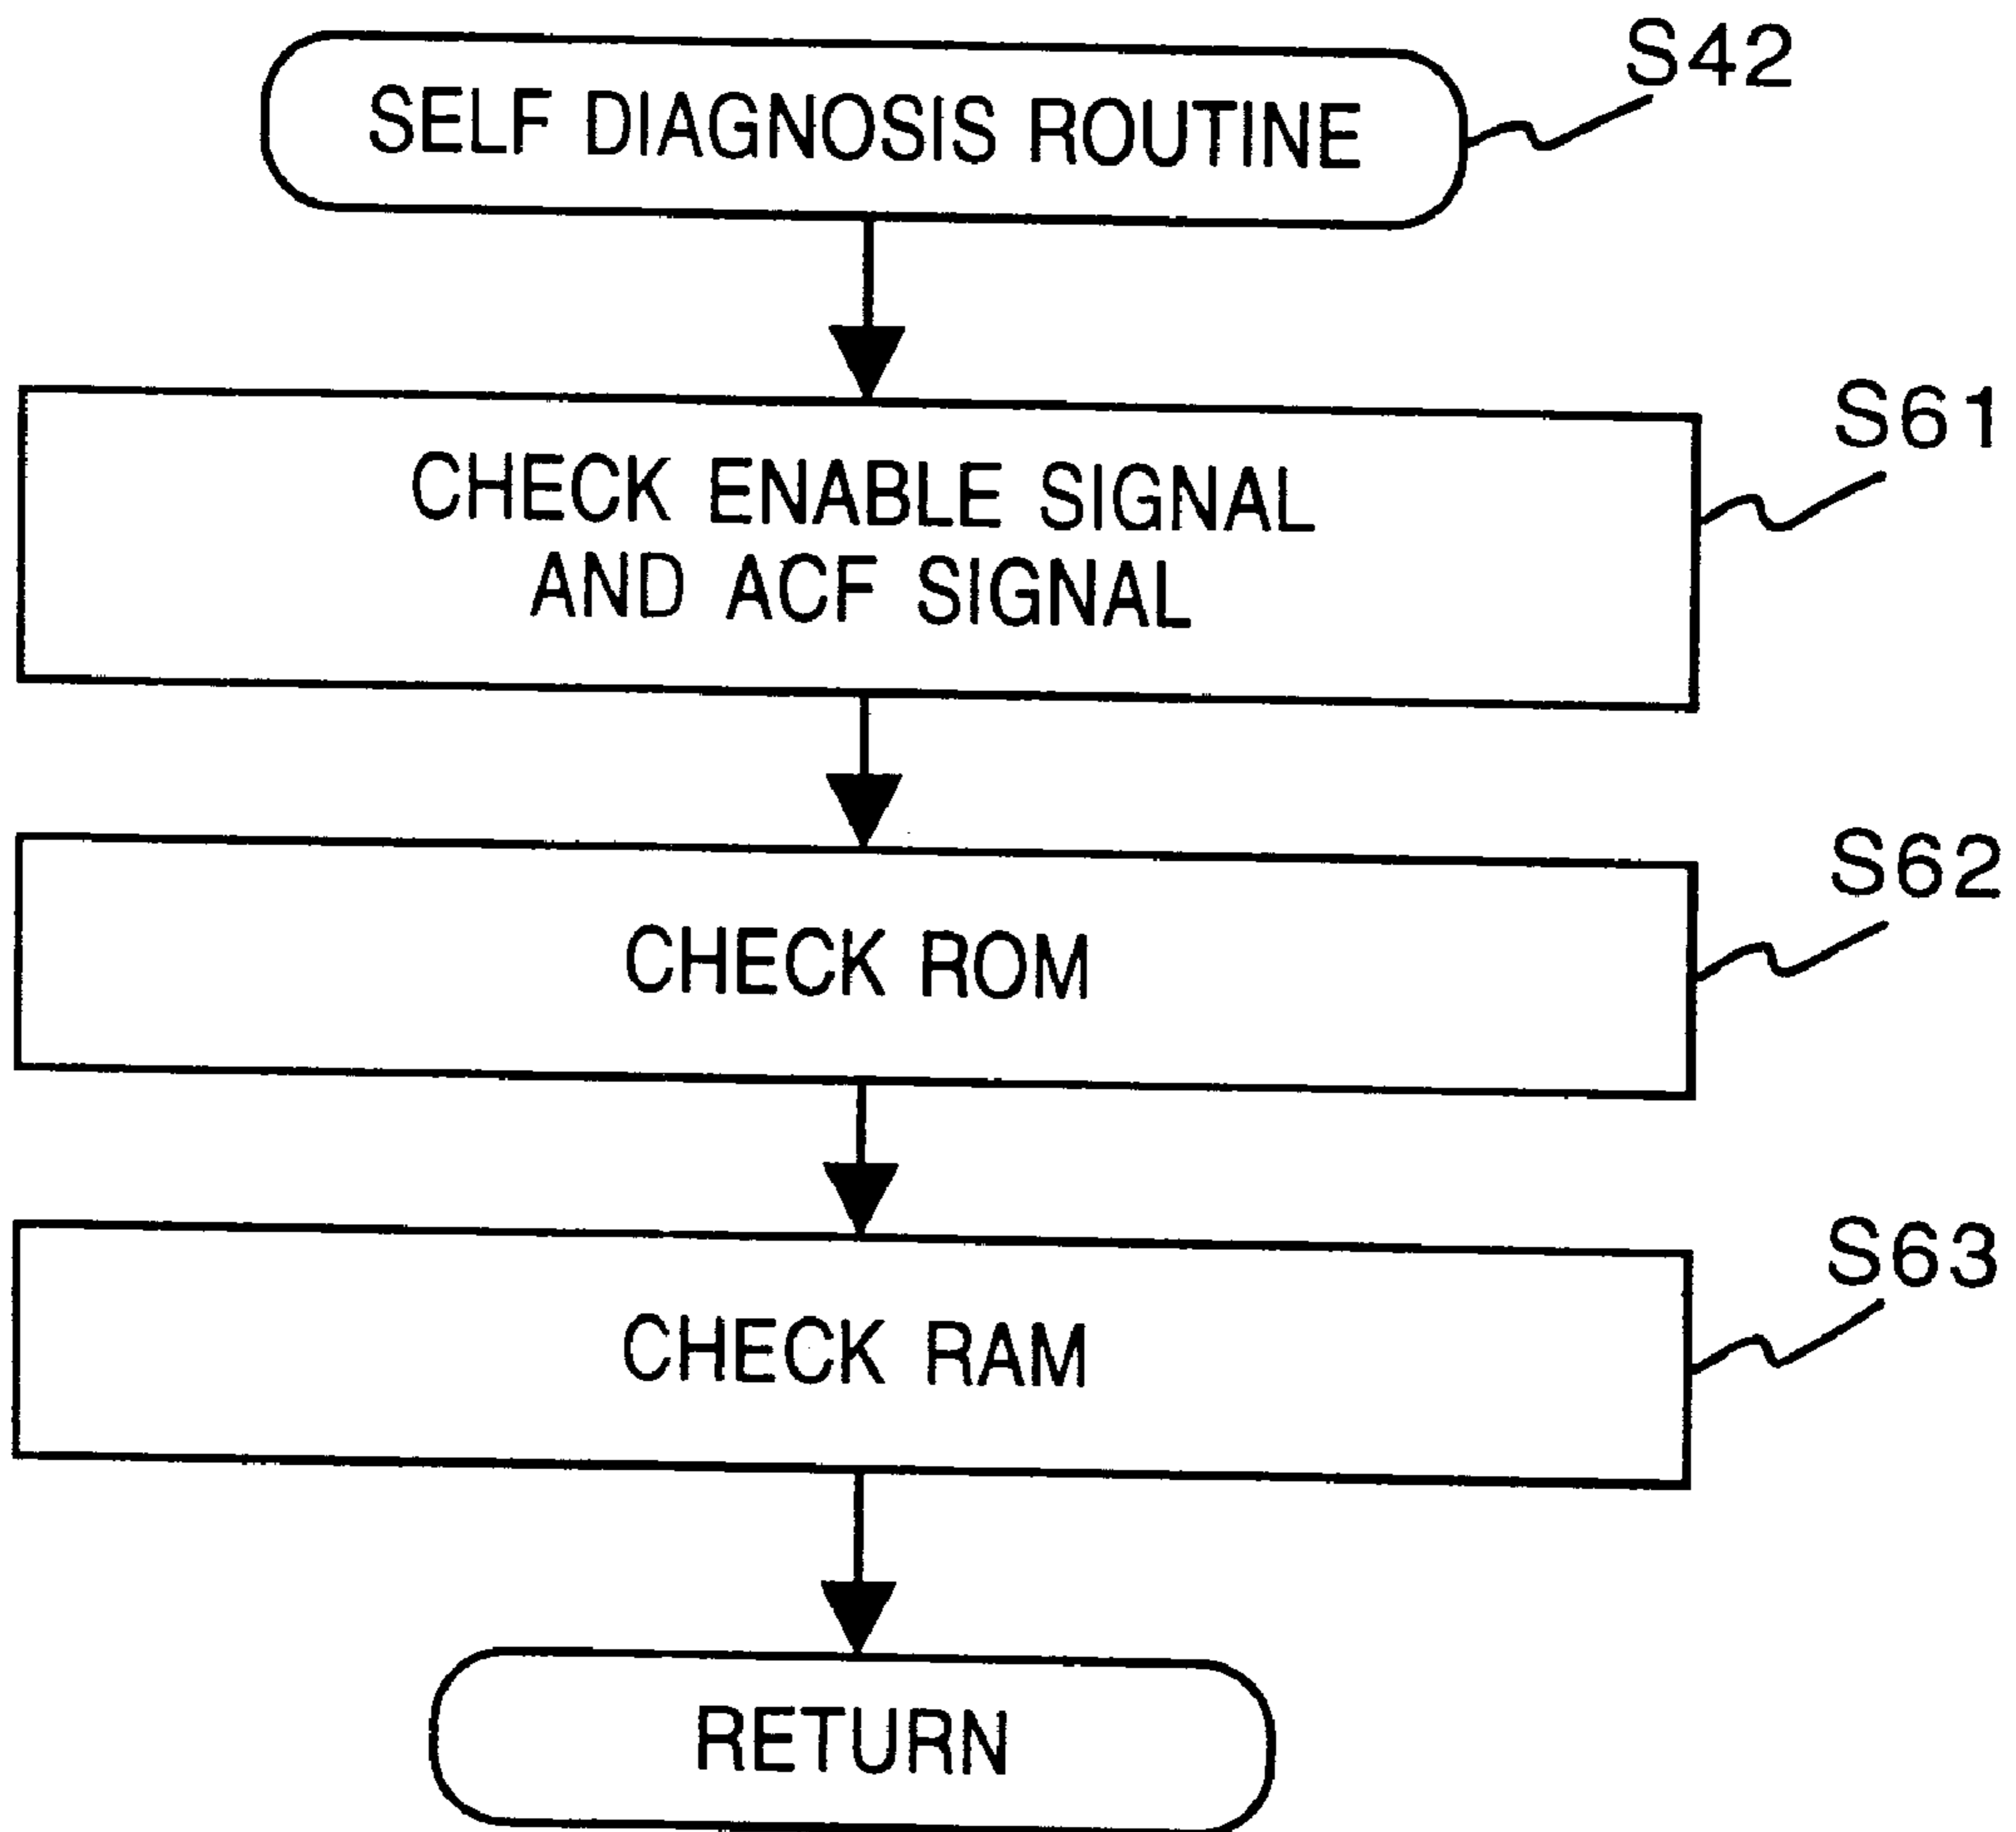 S42
SELF DIAGNOSIS ROUTINE
S61
CHECK ENABLE SIGNAL
AND ACF SIGNAL
S62
CHECK ROM
S63
CHECK RAM
RETURN